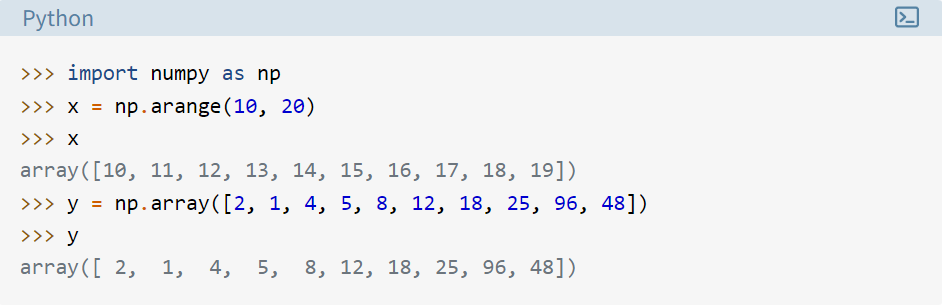 Python
>>> import numpy as np
>>> x = np.arange(10, 20)
>>> x
array([10, 11, 12, 13, 14, 15, 16, 17, 18, 19])
>>> y = np.array([2, 1, 4, 5, 8, 12, 18, 25, 96, 48])
>>> y
array([ 2,  1,  4,  5,  8, 12, 18, 25, 96, 48])